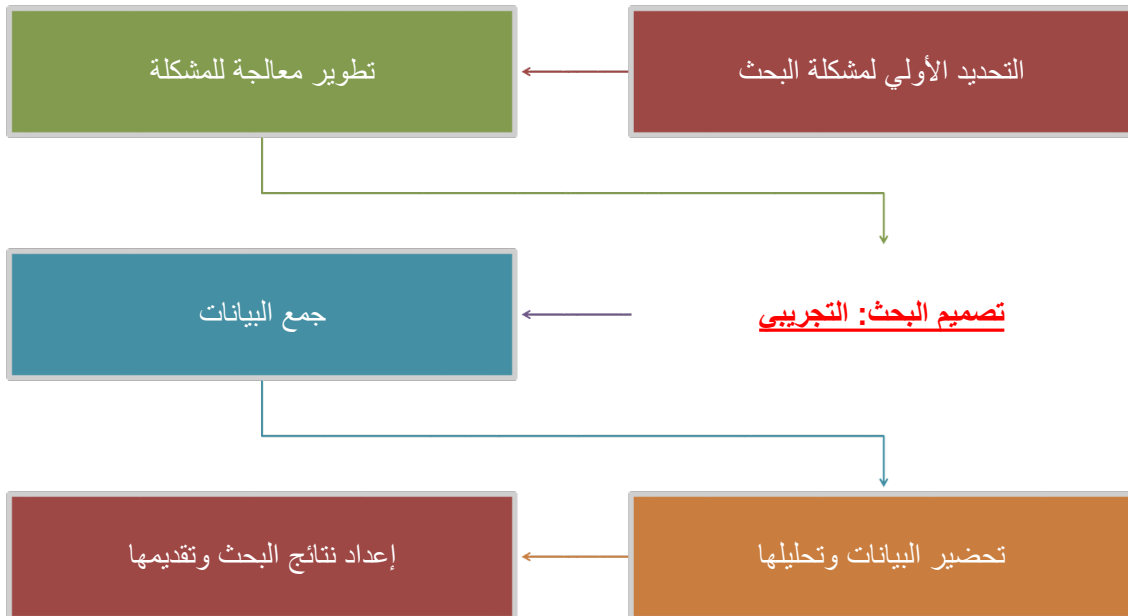 التحديد الأولي لمشكلة البحث
تطوير معالجة للمشكلة
تصميم البحث: التجريبي
جمع البيانات
تحضير البيانات وتحليلها
إعداد نتائج البحث وتقديمها